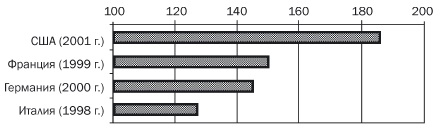 100 120 140 160 180 200
США (2001 г.)
Франция (1999 г.)
Германия (2000 г.)
Италия (1998 г.)